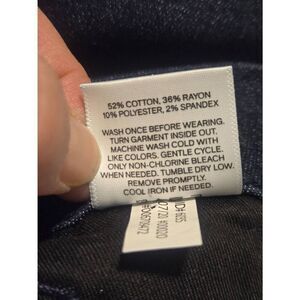 52% COTTON, 36% RAYON
10% POLYESTER, 2% SPANDEX
WASH ONCE BEFORE WEARING.
TURN GARMENT INSIDE OUT.
MACHINE WASH COLD WITH
LIKE COLORS. GENTLE CYCLE.
ONLY NON-CHLORINE BLEACH
WHEN NEEDED. TUMBLE DRY LOW.
REMOVE PROMPTLY.
COOL IRON IF NEEDED.